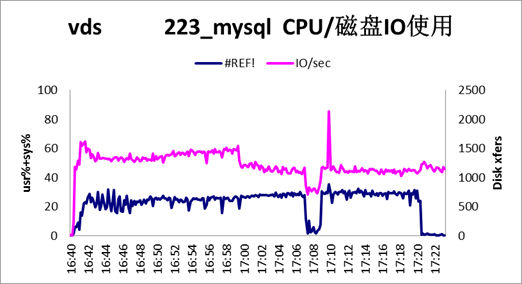 vds 223_mysql CPU/磁盘IO使用
#REF! IO/sec
100 2500
80 2000
60 1500
40 1000
20 500
0 0
usr%+sys%
Disk xfers
16:40 16:42 16:44 16:46 16:48 16:50 16:52 16:54 16:56 16:58 17:00 17:02 17:04 17:06 17:08 17:10 17:12 17:14 17:16 17:18 17:20 17:22